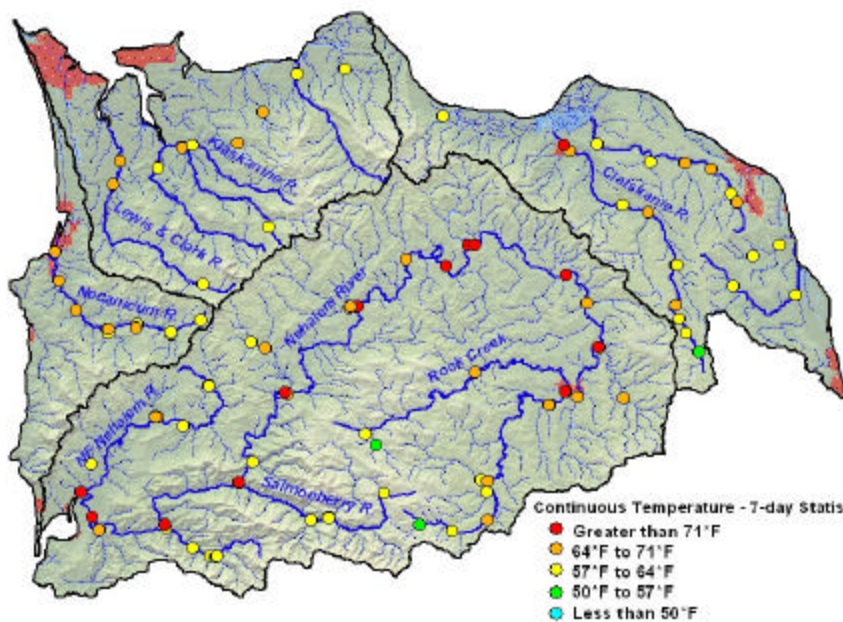 Klaskanine R.
Clatskanie R.
Lewis & Clark R.
Necanicum R.
Nehalem River
Rock Creek
NF Nehalem R.
Salmonberry R.
Continuous Temperature - 7-day Statis
Greater than 71°F
64°F to 71°F
57°F to 64°F
50°F to 57°F
Less than 50°F